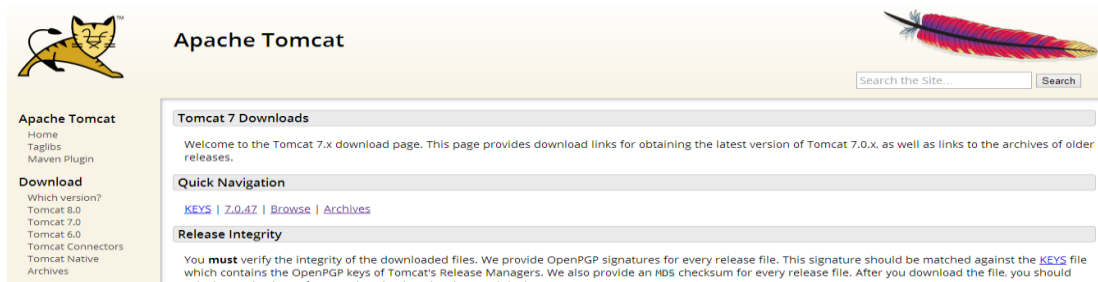 TM
Apache Tomcat
Search the Site...
Search
Apache Tomcat
Home
Taglibs
Maven Plugin
Download
Which version?
Tomcat 8.0
Tomcat 7.0
Tomcat 6.0
Tomcat Connectors
Tomcat Native
Archives
Tomcat 7 Downloads
Welcome to the Tomcat 7.x download page. This page provides download links for obtaining the latest version of Tomcat 7.0.x, as well as links to the archives of older
releases.
Quick Navigation
KEYS | 7.0.47 | Browse | Archives
Release Integrity
You must verify the integrity of the downloaded files. We provide OpenPGP signatures for every release file. This signature should be matched against the KEYS file
which contains the OpenPGP keys of Tomcat's Release Managers. We also provide an MD5 checksum for every release file. After you download the file, you should